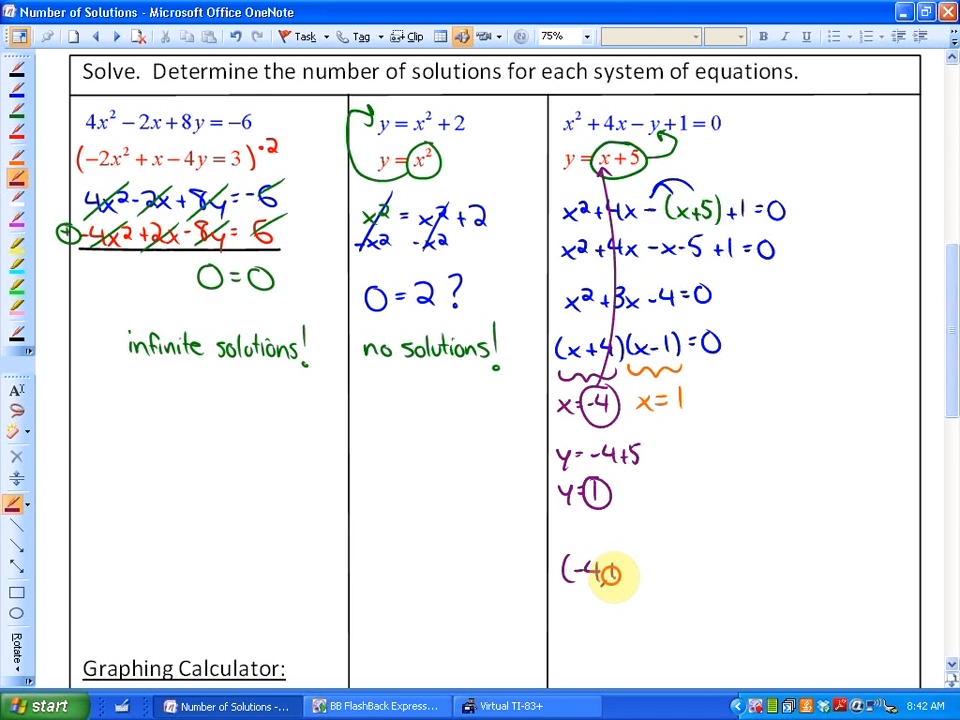 Number of Solutions - Microsoft Office OneNote
Task
Tag
Clip
75%
B I U
Solve. Determine the number of solutions for each system of equations.
4x² − 2x + 8y = −6
(−2x² + x − 4y = 3) ·2
4x² - 2x + 8y = -6
+ -4x² + 2x - 8y = 6
0 = 0
infinite solutions!
y = x² + 2
y = x²
x² = x² + 2
-x² -x²
0 = 2 ?
no solutions!
x² + 4x − y + 1 = 0
y = x + 5
x² + 4x - (x+5) + 1 = 0
x² + 4x - x - 5 + 1 = 0
x² + 3x - 4 = 0
(x+4)(x-1) = 0
x = -4 x = 1
y = -4+5
y = 1
(-4, 1
Graphing Calculator:
A
Rotate
start
Number of Solutions -...
BB FlashBack Express...
Virtual TI-83+
8:42 AM